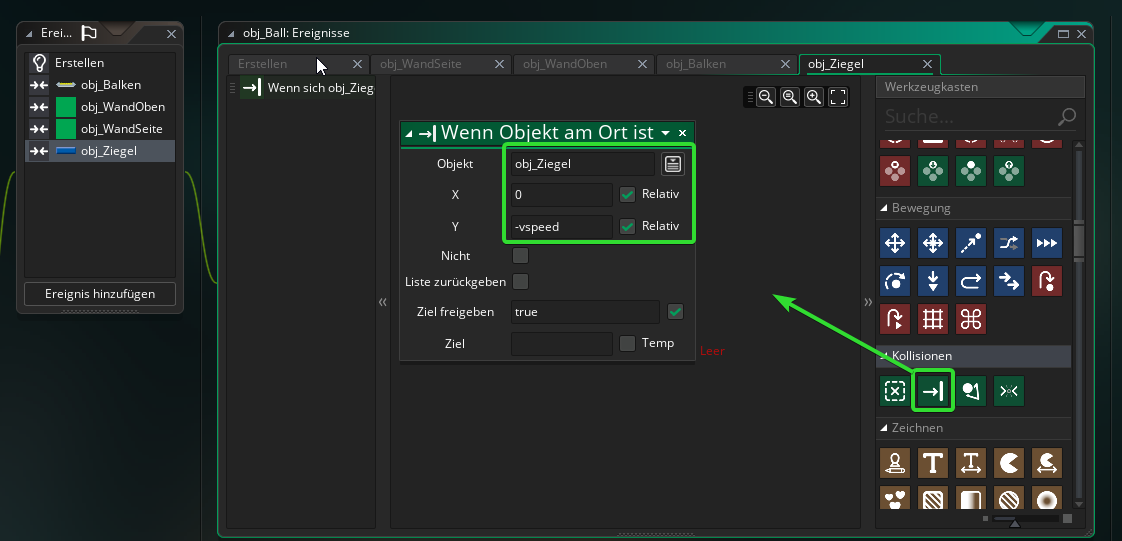 Erei...
Erstellen
obj_Balken
obj_WandOben
obj_WandSeite
obj_Ziegel
Ereignis hinzufügen
obj_Ball: Ereignisse
Erstellen
obj_WandSeite
obj_WandOben
obj_Balken
obj_Ziegel
Wenn sich obj_Zieg
Wenn Objekt am Ort ist
Objekt obj_Ziegel
X 0 Relativ
Y -vspeed Relativ
Nicht
Liste zurückgeben
Ziel freigeben true
Ziel Temp
Leer
Werkzeugkasten
Suche...
Bewegung
Kollisionen
Zeichnen